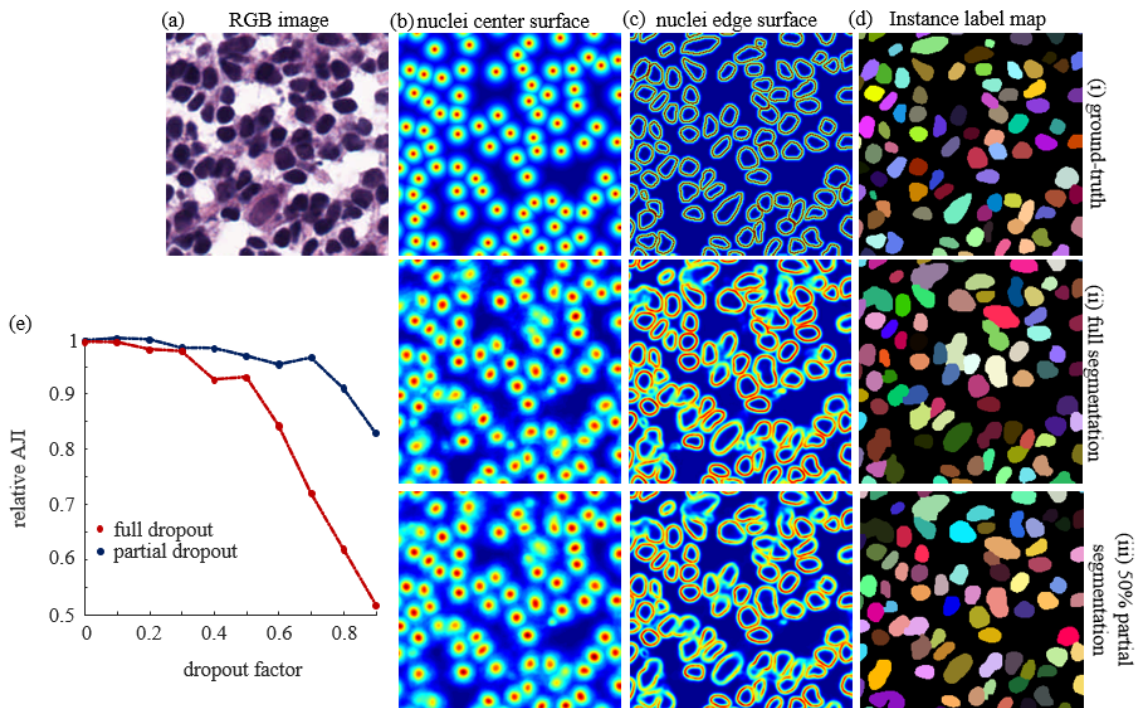 (a) RGB image
(b) nuclei center surface
(c) nuclei edge surface
(d) Instance label map
(i) ground-truth
(ii) full segmentation
(iii) 50% partial segmentation
(e)
1
0.9
0.8
0.7
0.6
0.5
relative AJI
full dropout
partial dropout
0 0.2 0.4 0.6 0.8
dropout factor